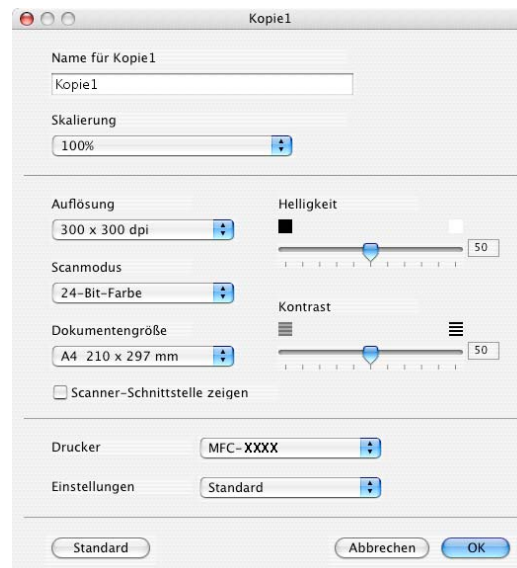 Kopie1
Name für Kopie1
Kopie1
Skalierung
100%
Auflösung
300 x 300 dpi
Scanmodus
24-Bit-Farbe
Dokumentengröße
A4 210 x 297 mm
Scanner-Schnittstelle zeigen
Helligkeit
50
Kontrast
50
Drucker
MFC-XXXX
Einstellungen
Standard
Standard
Abbrechen
OK